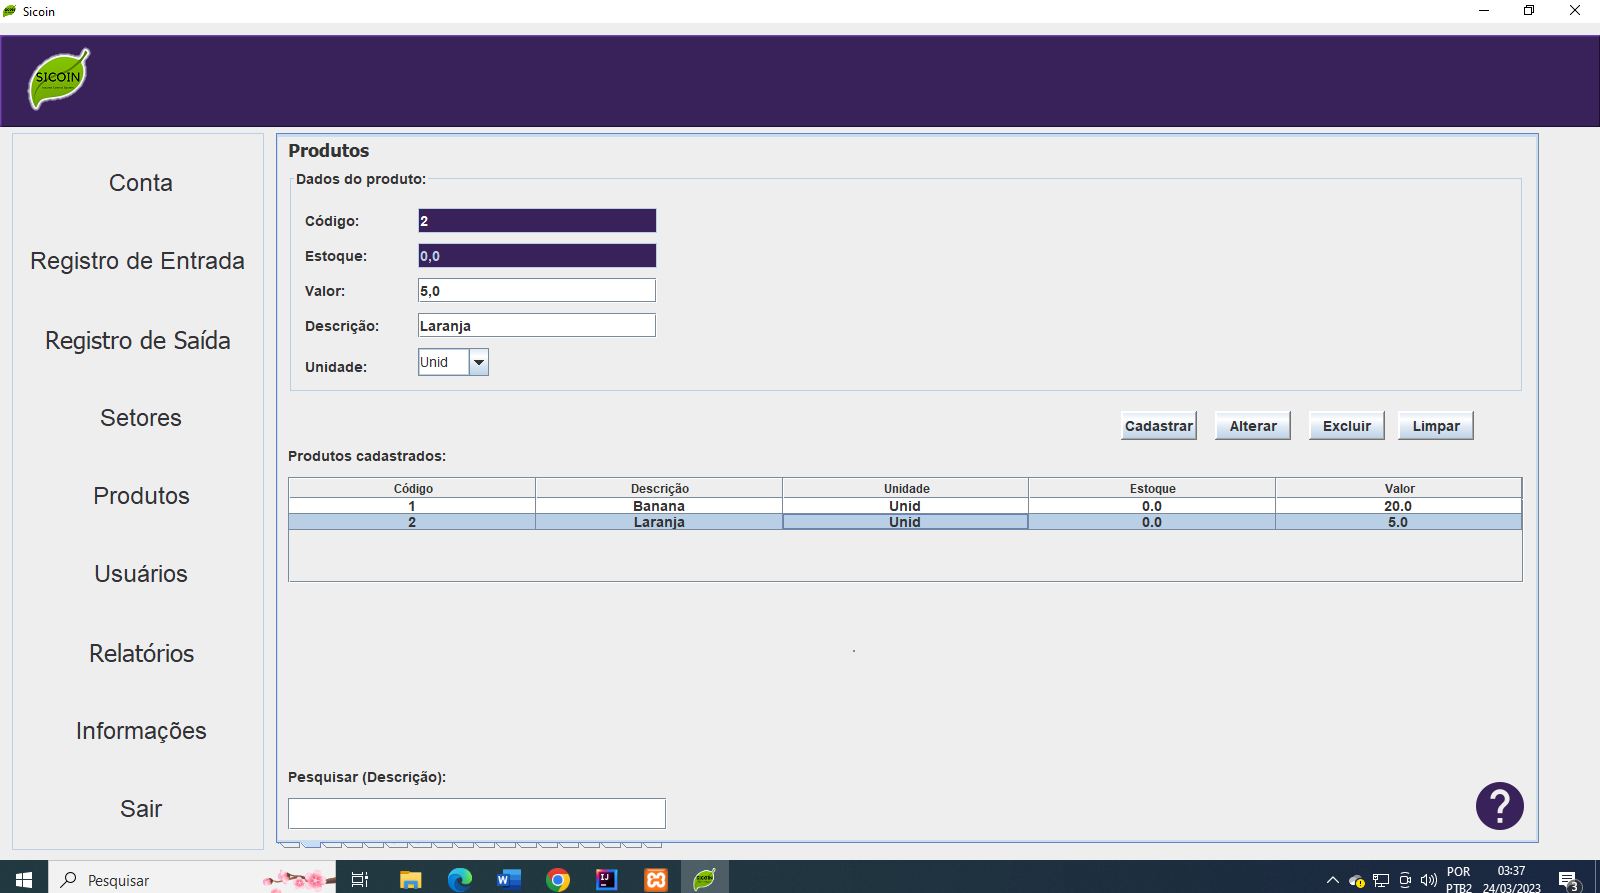 Sicoin
SICOIN
Conta
Registro de Entrada
Registro de Saída
Setores
Produtos
Usuários
Relatórios
Informações
Sair
Produtos
Dados do produto:
Código: 2
Estoque: 0,0
Valor: 5,0
Descrição: Laranja
Unidade: Unid
Cadastrar Alterar Excluir Limpar
Produtos cadastrados:
Código Descrição Unidade Estoque Valor
1 Banana Unid 0.0 20.0
2 Laranja Unid 0.0 5.0
Pesquisar (Descrição):
?
Pesquisar
POR 03:37
PTB2 24/03/2023 3